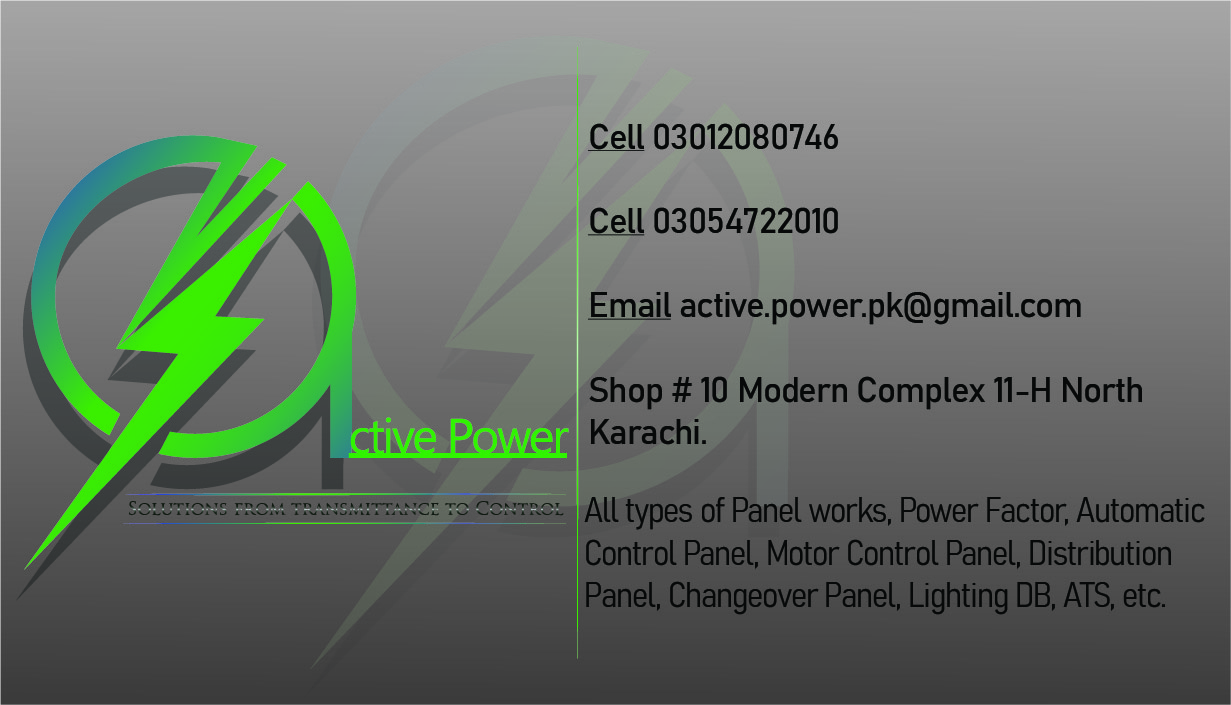 active Power
Solutions from transmittance to Control
Cell 03012080746
Cell 03054722010
Email active.power.pk@gmail.com
Shop # 10 Modern Complex 11-H North
Karachi.
All types of Panel works, Power Factor, Automatic
Control Panel, Motor Control Panel, Distribution
Panel, Changeover Panel, Lighting DB, ATS, etc.